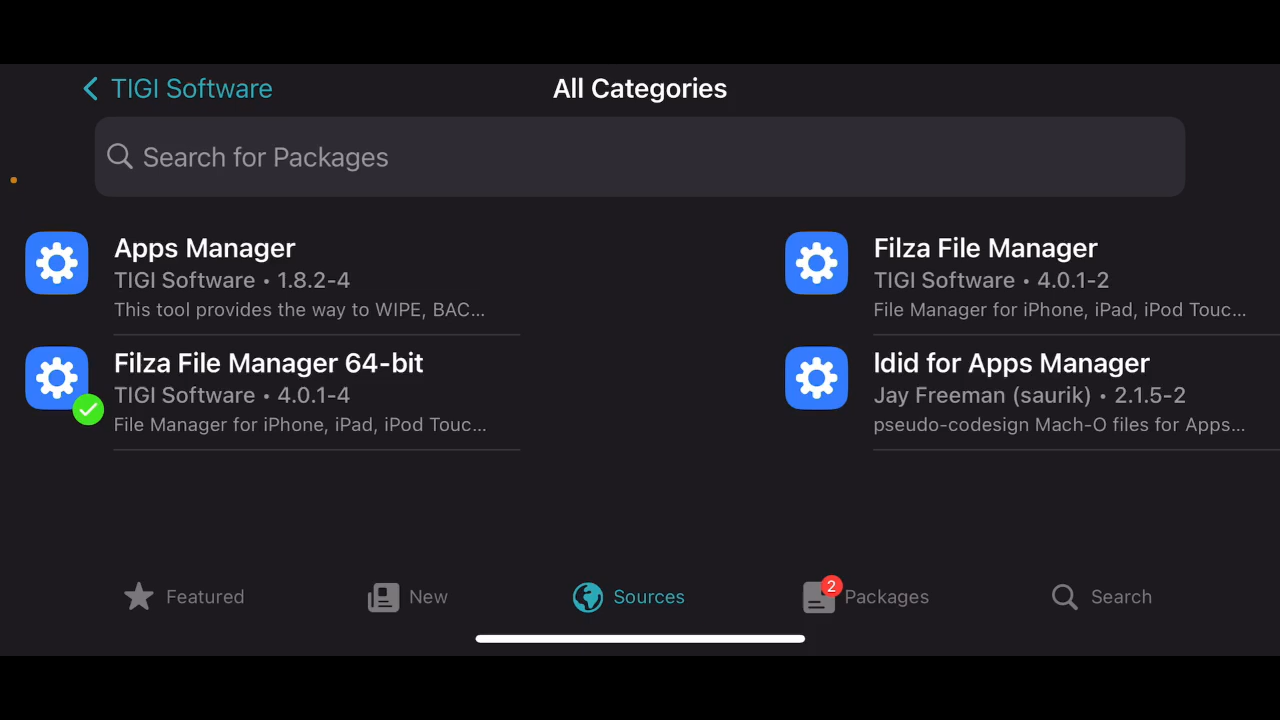 TIGI Software
All Categories
Search for Packages
Apps Manager
TIGI Software • 1.8.2-4
This tool provides the way to WIPE, BAC...
Filza File Manager
TIGI Software • 4.0.1-2
File Manager for iPhone, iPad, iPod Touc...
Filza File Manager 64-bit
TIGI Software • 4.0.1-4
File Manager for iPhone, iPad, iPod Touc...
ldid for Apps Manager
Jay Freeman (saurik) • 2.1.5-2
pseudo-codesign Mach-O files for Apps...
Featured
New
Sources
2
Packages
Search